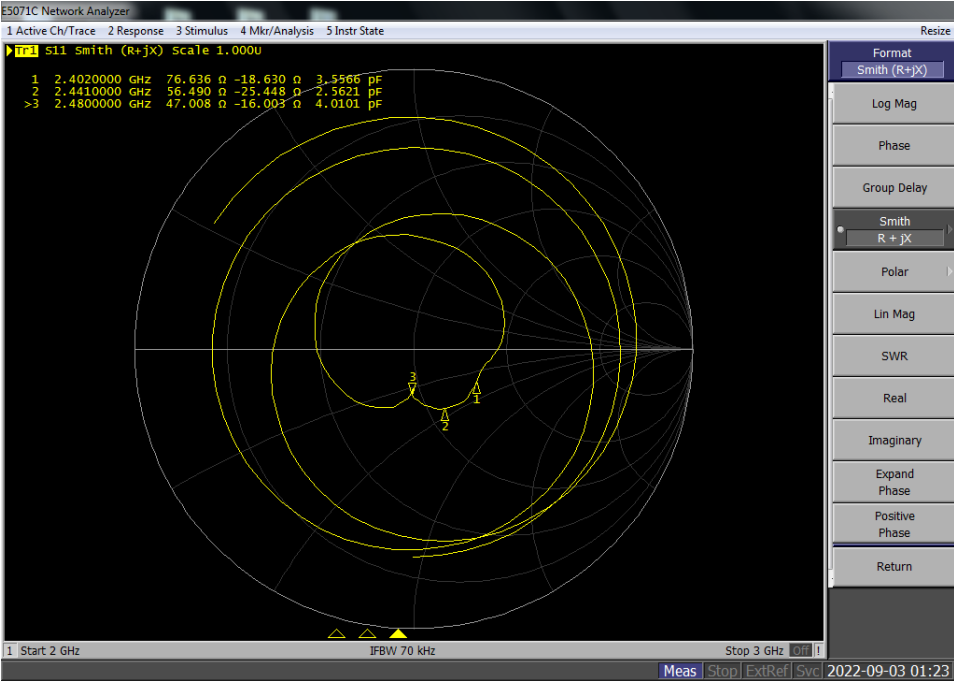 E5071C Network Analyzer
1 Active Ch/Trace 2 Response 3 Stimulus 4 Mkr/Analysis 5 Instr State
Resize
Tr1 S11 Smith (R+jX) Scale 1.000U
1 2.4020000 GHz 76.636 Ω -18.630 Ω 3.5566 pF
2 2.4410000 GHz 56.490 Ω -25.448 Ω 2.5621 pF
>3 2.4800000 GHz 47.008 Ω -16.003 Ω 4.0101 pF
3
1
2
Format
Smith (R+jX)
Log Mag
Phase
Group Delay
Smith
R + jX
Polar
Lin Mag
SWR
Real
Imaginary
Expand
Phase
Positive
Phase
Return
1 Start 2 GHz
IFBW 70 kHz
Stop 3 GHz Off !
Meas Stop ExtRef Svc 2022-09-03 01:23